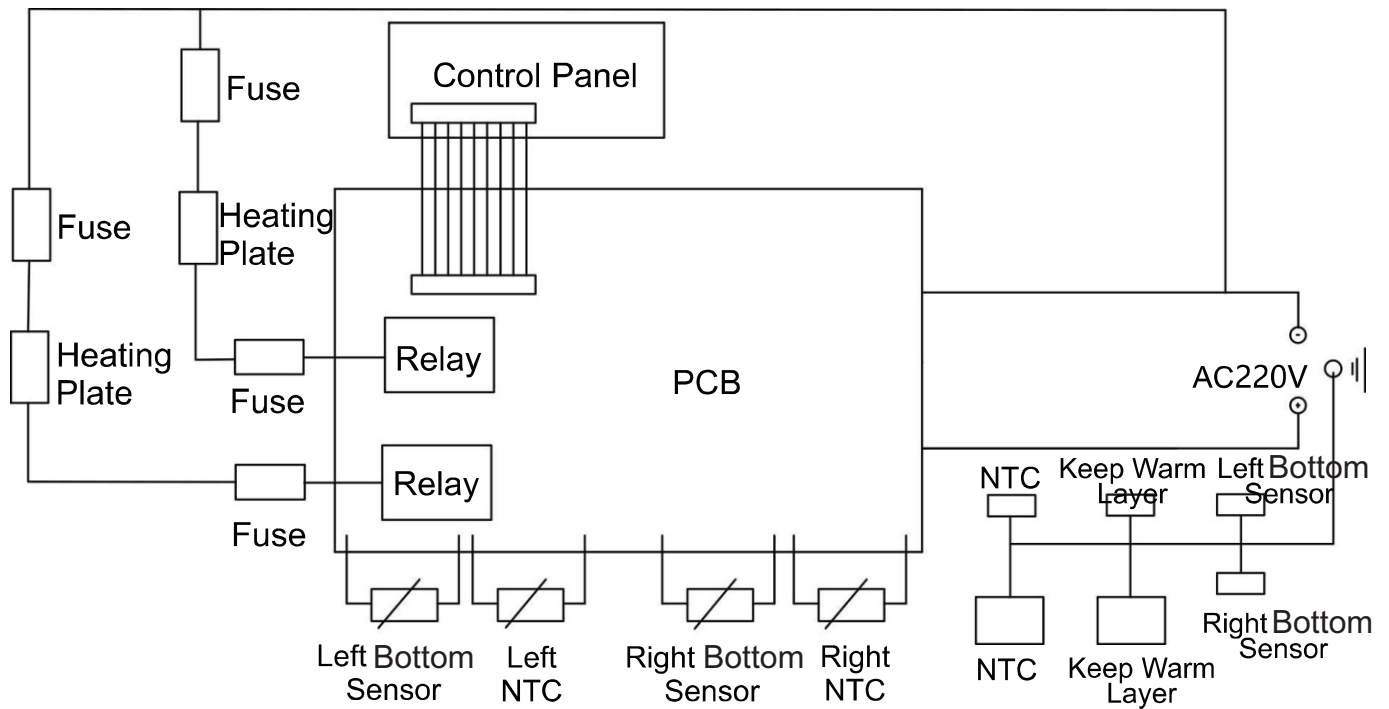 Control Panel
Fuse
Heating
Plate
Fuse
Heating
Plate
Relay
Fuse
PCB
AC220V
Relay
Fuse
NTC
Keep Warm
Layer
Left Bottom
Sensor
Left Bottom
Sensor
Left
NTC
Right Bottom
Sensor
Right
NTC
NTC
Keep Warm
Layer
Right Bottom
Sensor